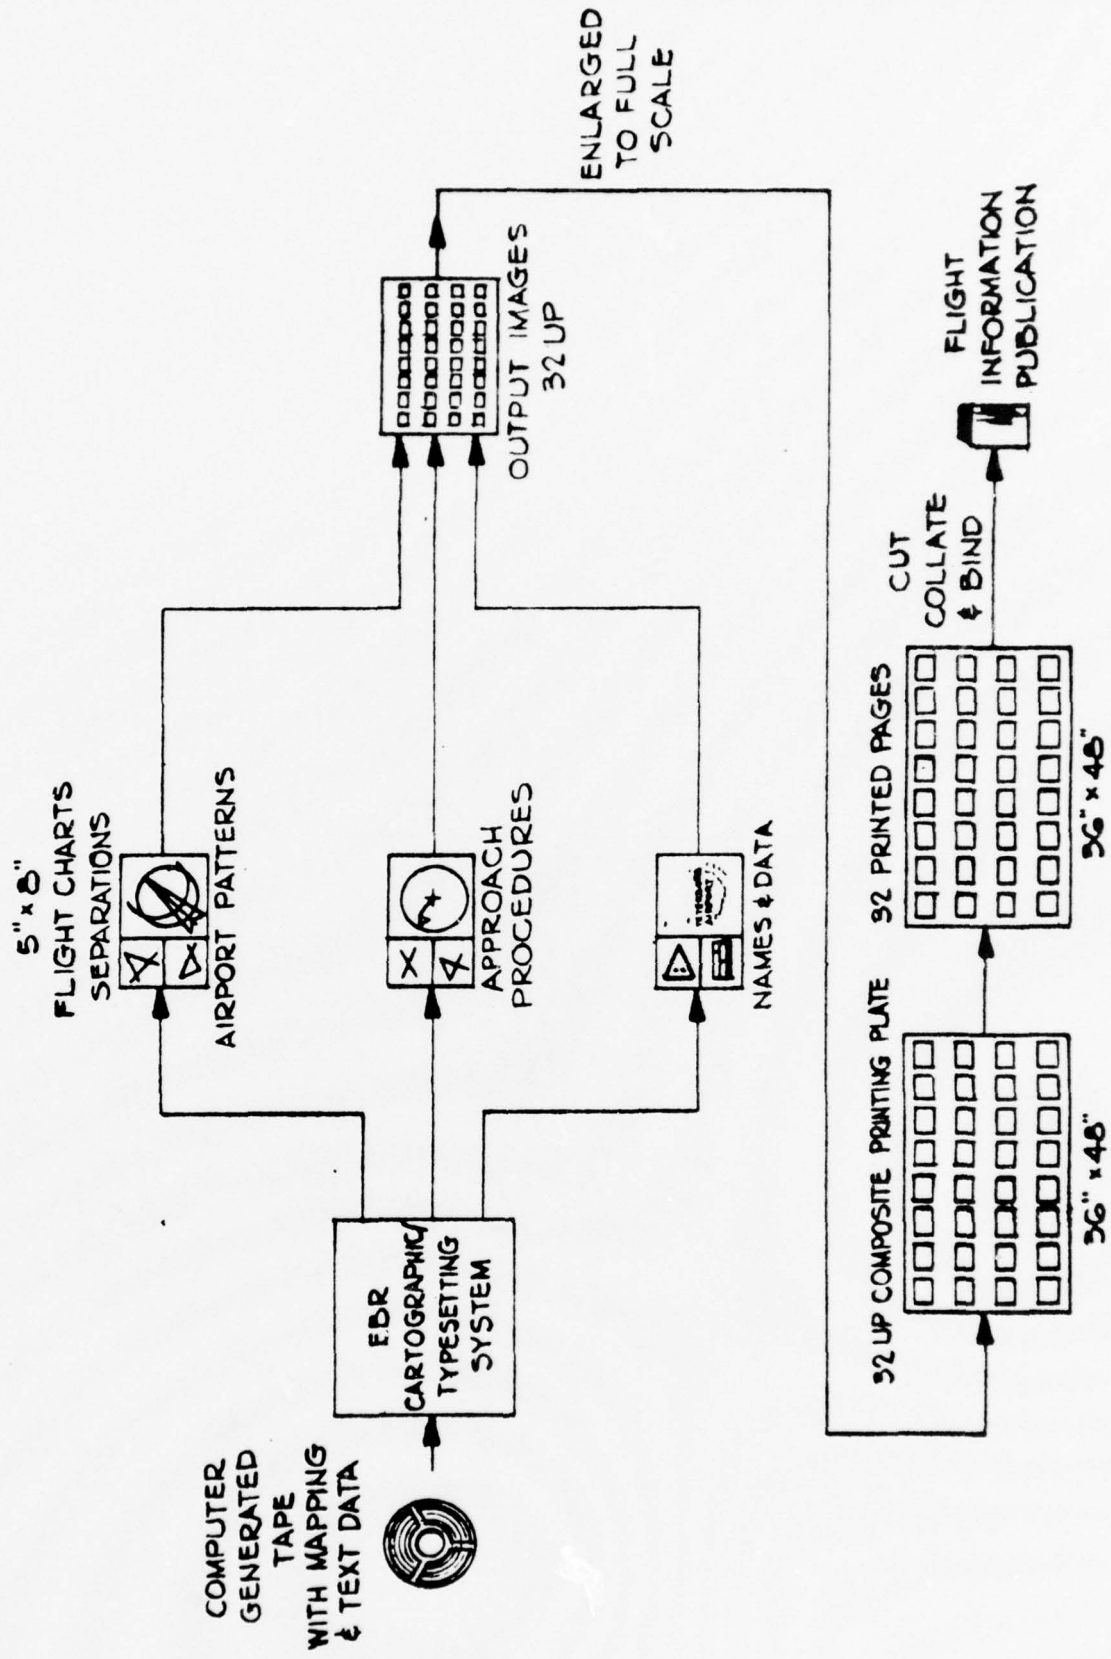 COMPUTER
GENERATED
TAPE
WITH MAPPING
& TEXT DATA
EBR
CARTOGRAPHIC/
TYPESETTING
SYSTEM
5" x 8"
FLIGHT CHARTS
SEPARATIONS
AIRPORT PATTERNS
APPROACH
PROCEDURES
AIRPORT
NAMES & DATA
OUTPUT IMAGES
32 UP
ENLARGED
TO FULL
SCALE
32 UP COMPOSITE PRINTING PLATE
36" x 48"
32 PRINTED PAGES
36" x 48"
CUT
COLLATE
& BIND
FLIGHT
INFORMATION
PUBLICATION